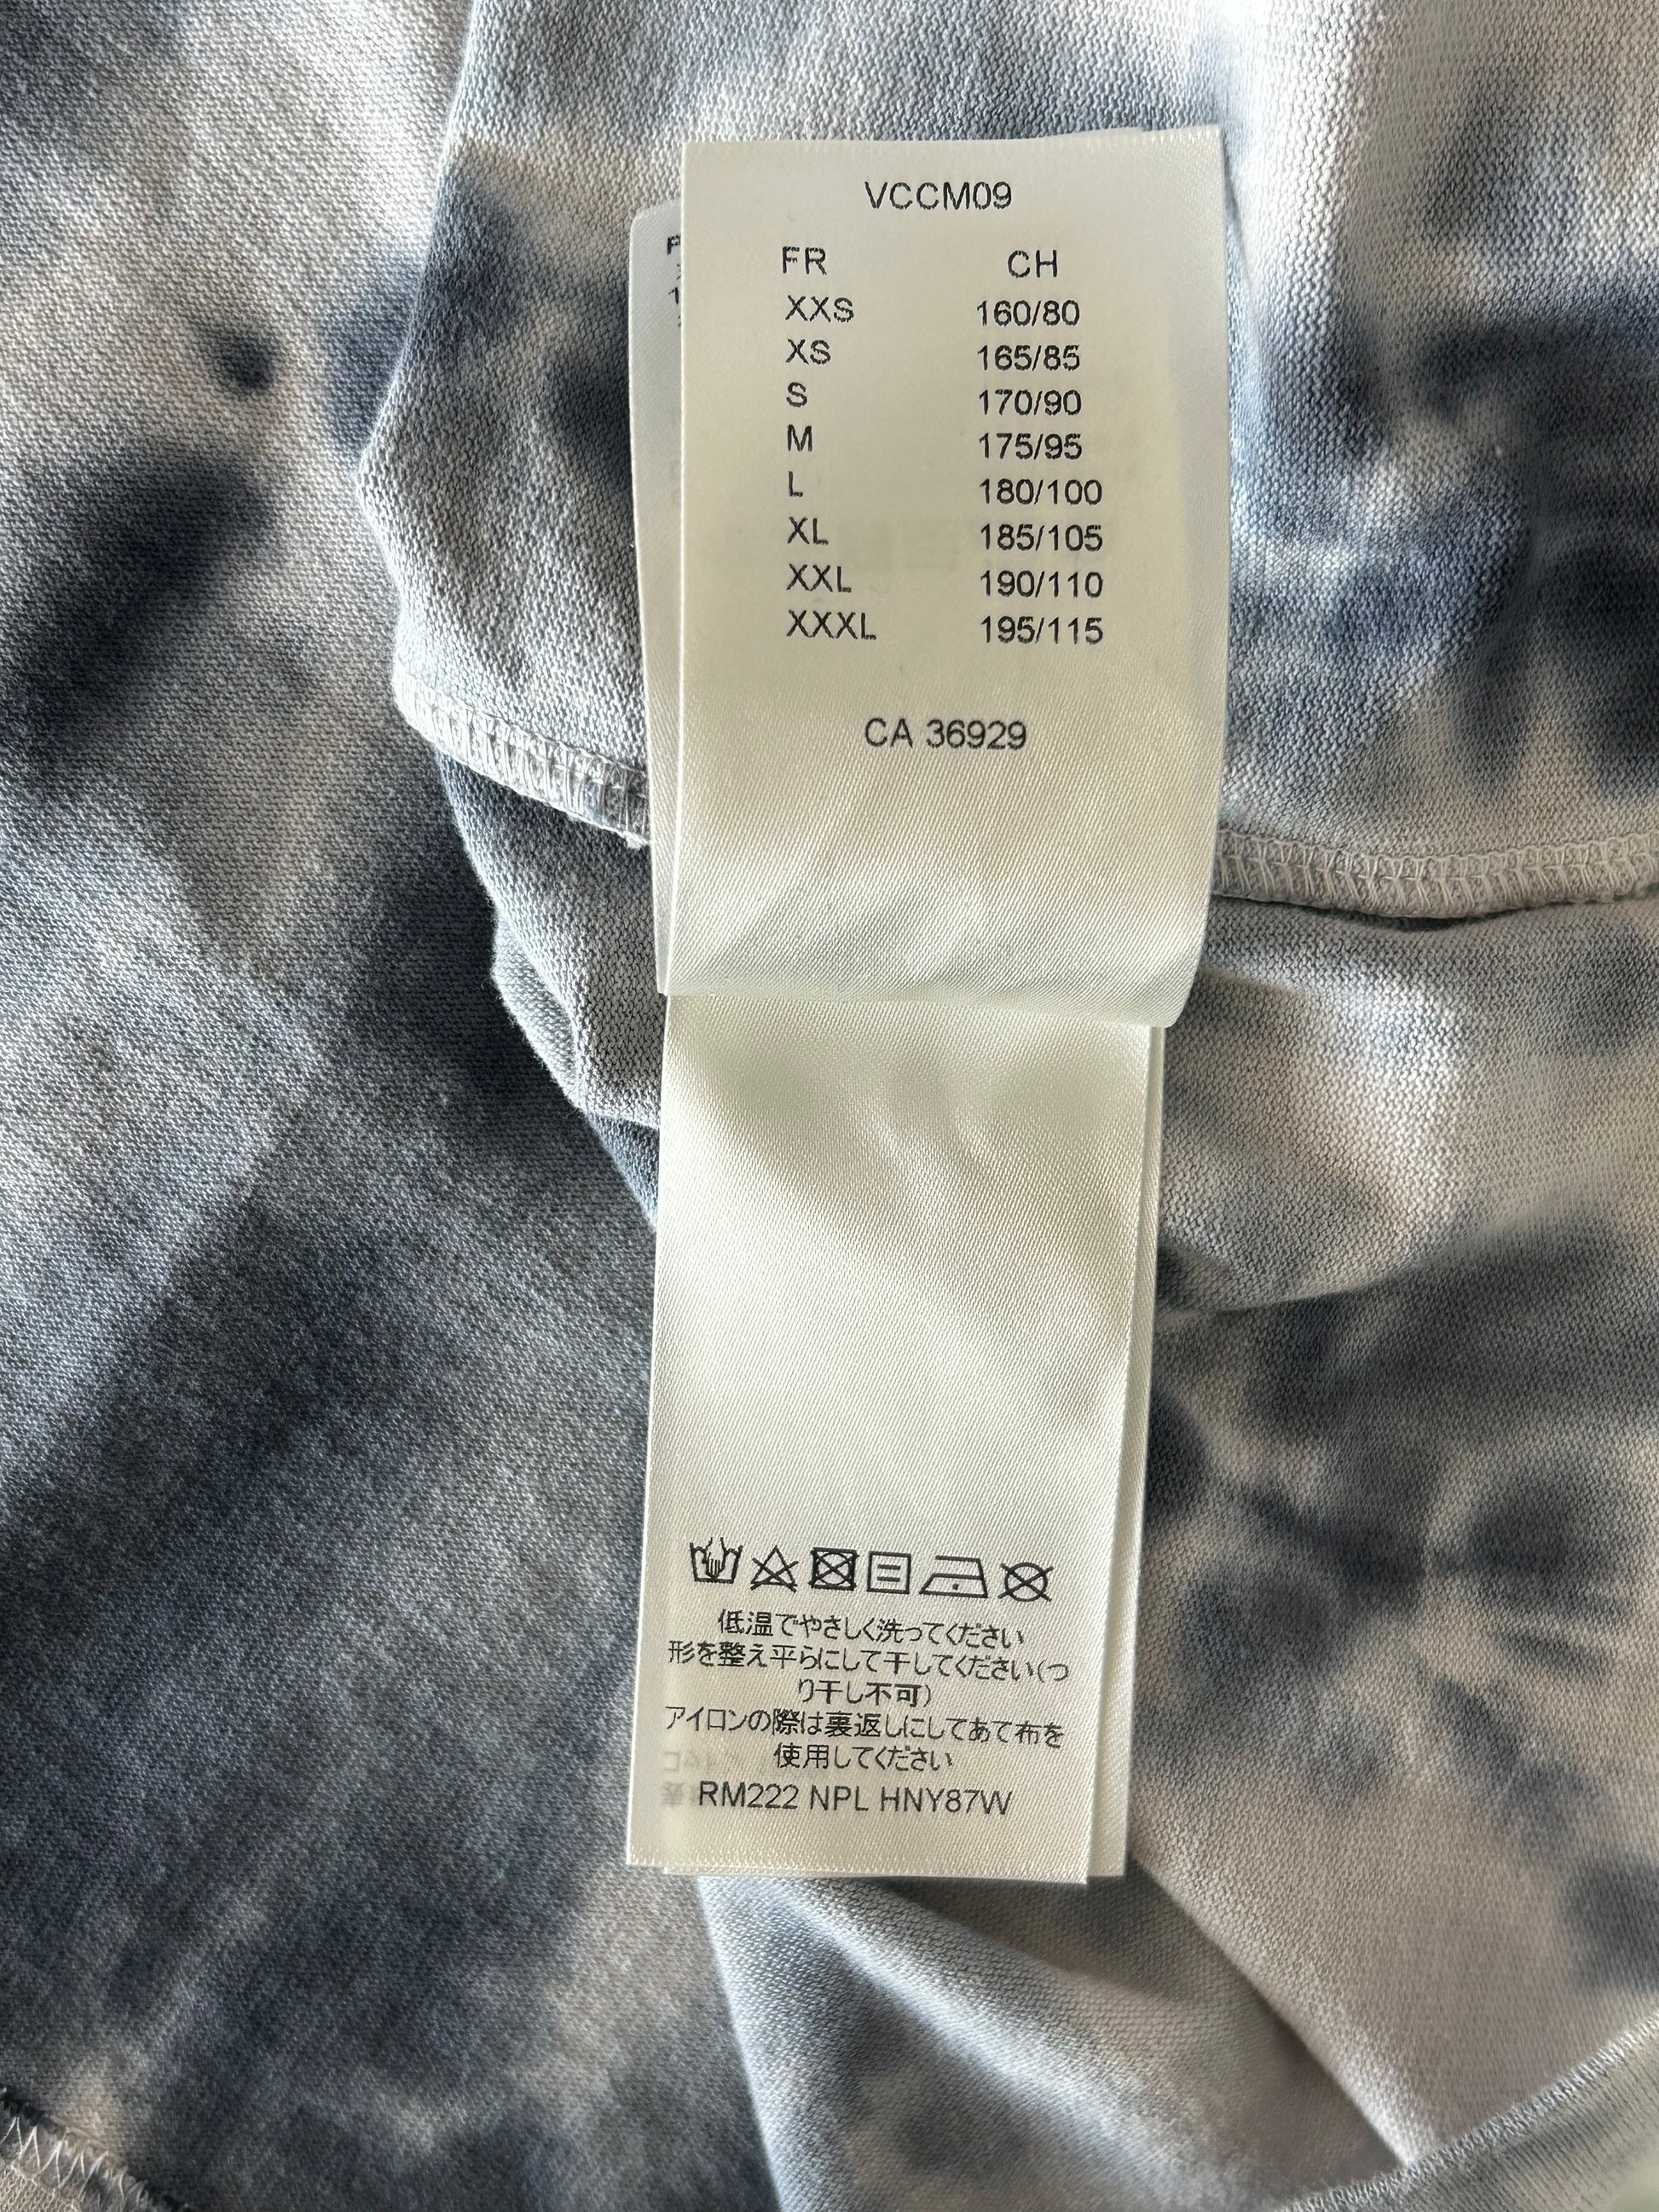 VCCM09
FR CH
XXS 160/80
XS 165/85
S 170/90
M 175/95
L 180/100
XL 185/105
XXL 190/110
XXXL 195/115
CA 36929
低温でやさしく洗ってください
形を整え平らにして干してください(つ
り干し不可)
アイロンの際は裏返しにしてあて布を
使用してください
RM222 NPL HNY87W